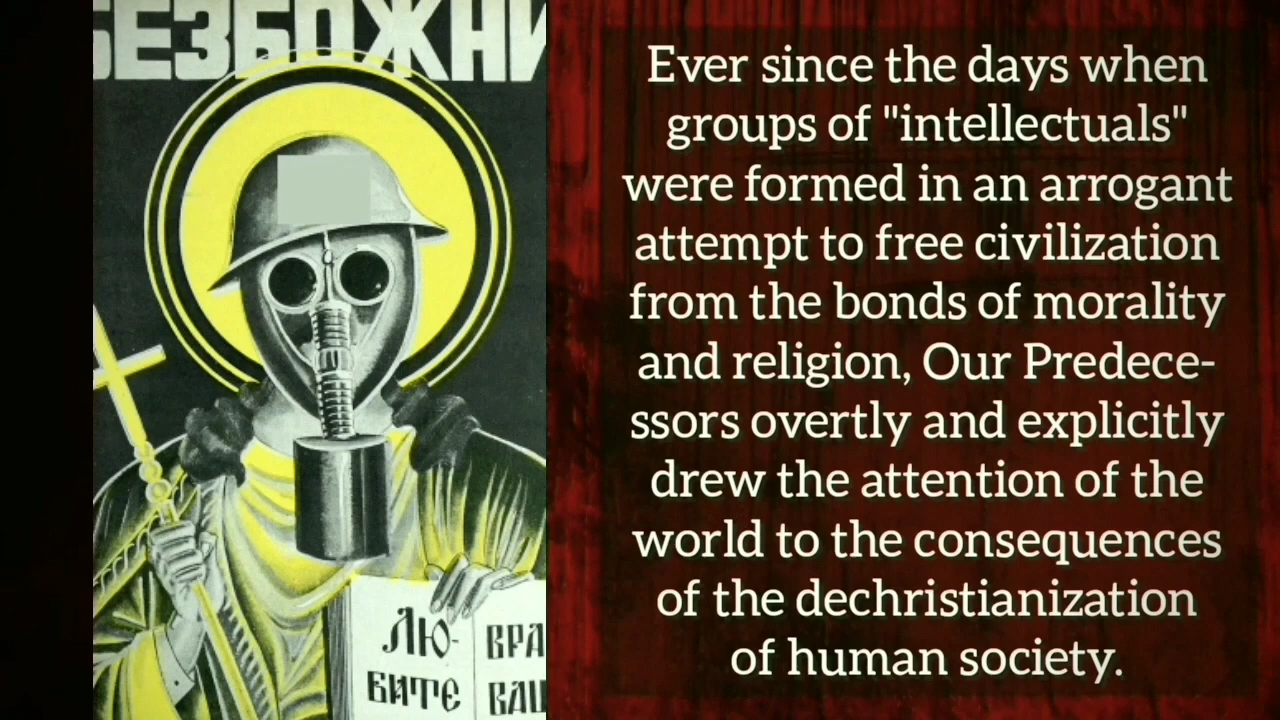 БЕЗБОЖНИ
ЛЮ-
БИТЕ
ВРА
ВАШ
Ever since the days when
groups of "intellectuals"
were formed in an arrogant
attempt to free civilization
from the bonds of morality
and religion, Our Predece-
ssors overtly and explicitly
drew the attention of the
world to the consequences
of the dechristianization
of human society.